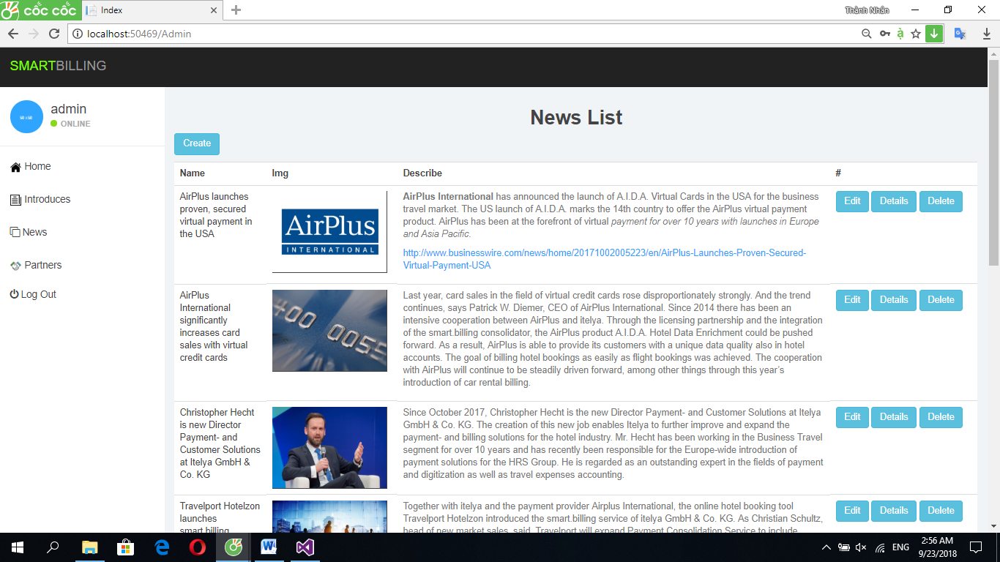 cốc cốc
Index
Thành Nhân
localhost:50469/Admin
SMARTBILLING
50 x 50
admin
ONLINE
Home
Introduces
News
Partners
Log Out
News List
Create
Name Img Describe #
AirPlus launches
proven, secured
virtual payment in
the USA
AirPlus
INTERNATIONAL
AirPlus International has announced the launch of A.I.D.A. Virtual Cards in the USA for the business
travel market. The US launch of A.I.D.A. marks the 14th country to offer the AirPlus virtual payment
product. AirPlus has been at the forefront of virtual payment for over 10 years with launches in Europe
and Asia Pacific.
http://www.businesswire.com/news/home/20171002005223/en/AirPlus-Launches-Proven-Secured-
Virtual-Payment-USA
Edit Details Delete
AirPlus
International
significantly
increases card
sales with virtual
credit cards
400 0055
Last year, card sales in the field of virtual credit cards rose disproportionately strongly. And the trend
continues, says Patrick W. Diemer, CEO of AirPlus International. Since 2014 there has been an
intensive cooperation between AirPlus and itelya. Through the licensing partnership and the integration
of the smart.billing consolidator, the AirPlus product A.I.D.A. Hotel Data Enrichment could be pushed
forward. As a result, AirPlus is able to provide its customers with a unique data quality also in hotel
accounts. The goal of billing hotel bookings as easily as flight bookings was achieved. The cooperation
with AirPlus will continue to be steadily driven forward, among other things through this year's
introduction of car rental billing.
Edit Details Delete
Christopher Hecht
is new Director
Payment- and
Customer Solutions
at Itelya GmbH &
Co. KG
Since October 2017, Christopher Hecht is the new Director Payment- and Customer Solutions at Itelya
GmbH & Co. KG. The creation of this new job enables Itelya to further improve and expand the
payment- and billing solutions for the hotel industry. Mr. Hecht has been working in the Business Travel
segment for over 10 years and has recently been responsible for the Europe-wide introduction of
payment solutions for the HRS Group. He is regarded as an outstanding expert in the fields of payment
and digitization as well as travel expenses accounting.
Edit Details Delete
Travelport Hotelzon
launches
smart.billing
Together with itelya and the payment provider Airplus International, the online hotel booking tool
Travelport Hotelzon introduced the smart.billing service of itelya GmbH & Co. KG. As Christian Schultz,
head of new market sales, said, Travelport will expand Payment Consolidation Service to include
Edit Details Delete
ENG
2:56 AM
9/23/2018